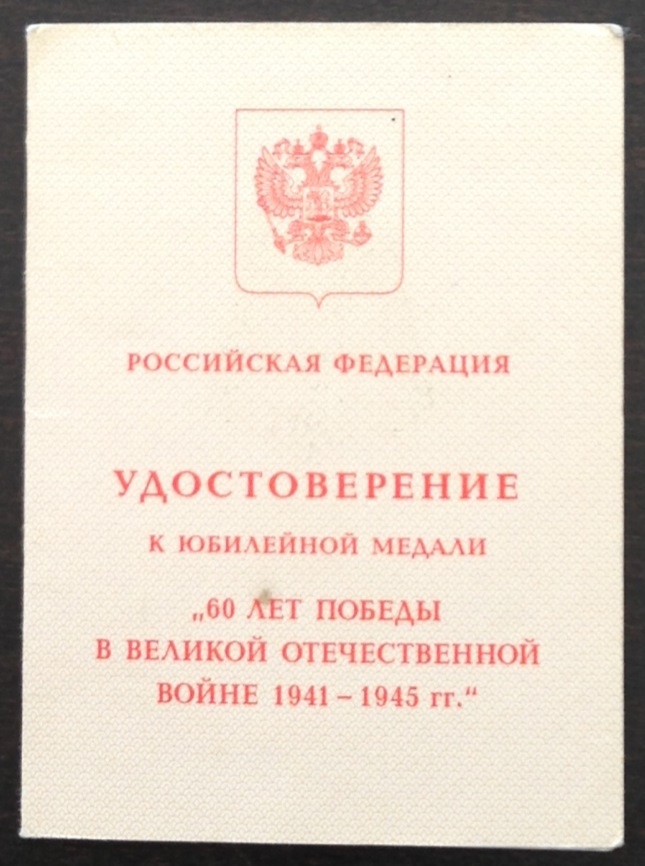 РОССИЙСКАЯ ФЕДЕРАЦИЯ
УДОСТОВЕРЕНИЕ
К ЮБИЛЕЙНОЙ МЕДАЛИ
„60 ЛЕТ ПОБЕДЫ
В ВЕЛИКОЙ ОТЕЧЕСТВЕННОЙ
ВОЙНЕ 1941 – 1945 гг.“